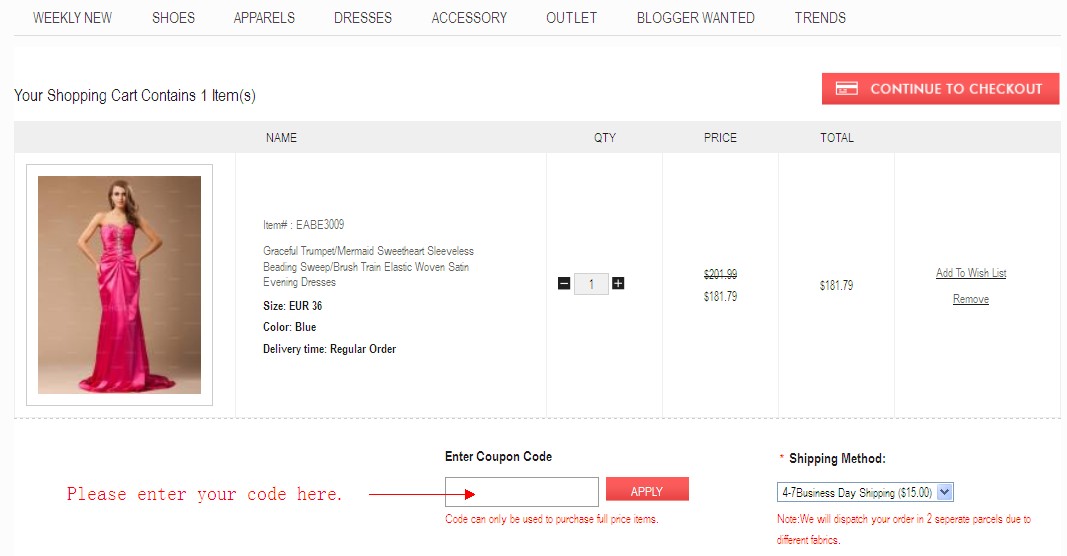 WEEKLY NEW SHOES APPARELS DRESSES ACCESSORY OUTLET BLOGGER WANTED TRENDS
Your Shopping Cart Contains 1 Item(s)
CONTINUE TO CHECKOUT
NAME QTY PRICE TOTAL
Item# : EABE3009
Graceful Trumpet/Mermaid Sweetheart Sleeveless
Beading Sweep/Brush Train Elastic Woven Satin
Evening Dresses
Size: EUR 36
Color: Blue
Delivery time: Regular Order
1
$201.99
$181.79
$181.79
Add To Wish List
Remove
Enter Coupon Code
Please enter your code here.
APPLY
Code can only be used to purchase full price items.
* Shipping Method:
4-7Business Day Shipping ($15.00)
Note:We will dispatch your order in 2 seperate parcels due to
different fabrics.